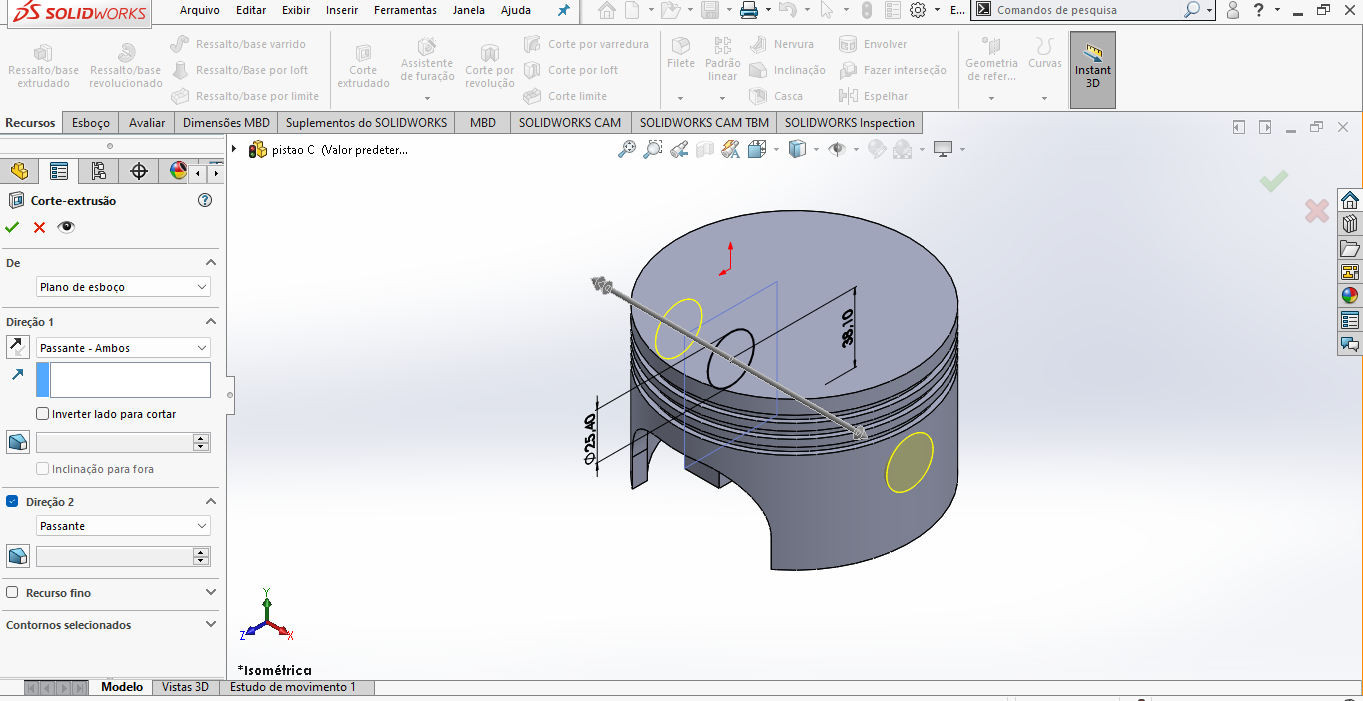 SOLIDWORKS
Arquivo Editar Exibir Inserir Ferramentas Janela Ajuda
E...
Comandos de pesquisa
Ressalto/base extrudado
Ressalto/base revolucionado
Ressalto/base varrido
Ressalto/Base por loft
Ressalto/base por limite
Corte extrudado
Assistente de furação
Corte por revolução
Corte por varredura
Corte por loft
Corte limite
Filete
Padrão linear
Nervura
Inclinação
Casca
Envolver
Fazer interseção
Espelhar
Geometria de refer...
Curvas
Instant 3D
Recursos Esboço Avaliar Dimensões MBD Suplementos do SOLIDWORKS MBD SOLIDWORKS CAM SOLIDWORKS CAM TBM SOLIDWORKS Inspection
pistao C (Valor predeter...
Corte-extrusão
De
Plano de esboço
Direção 1
Passante - Ambos
Inverter lado para cortar
Inclinação para fora
Direção 2
Passante
Recurso fino
Contornos selecionados
38,10
Ø25,40
Y
Z
X
*Isométrica
Modelo Vistas 3D Estudo de movimento 1